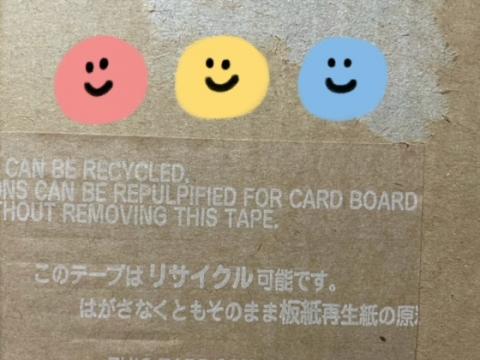 CAN BE RECYCLED.
CAN BE REPULPIFIED FOR CARD BOARD
REMOVING THIS TAPE.
このテープはリサイクル可能です。
はがさなくともそのまま板紙再生紙の原